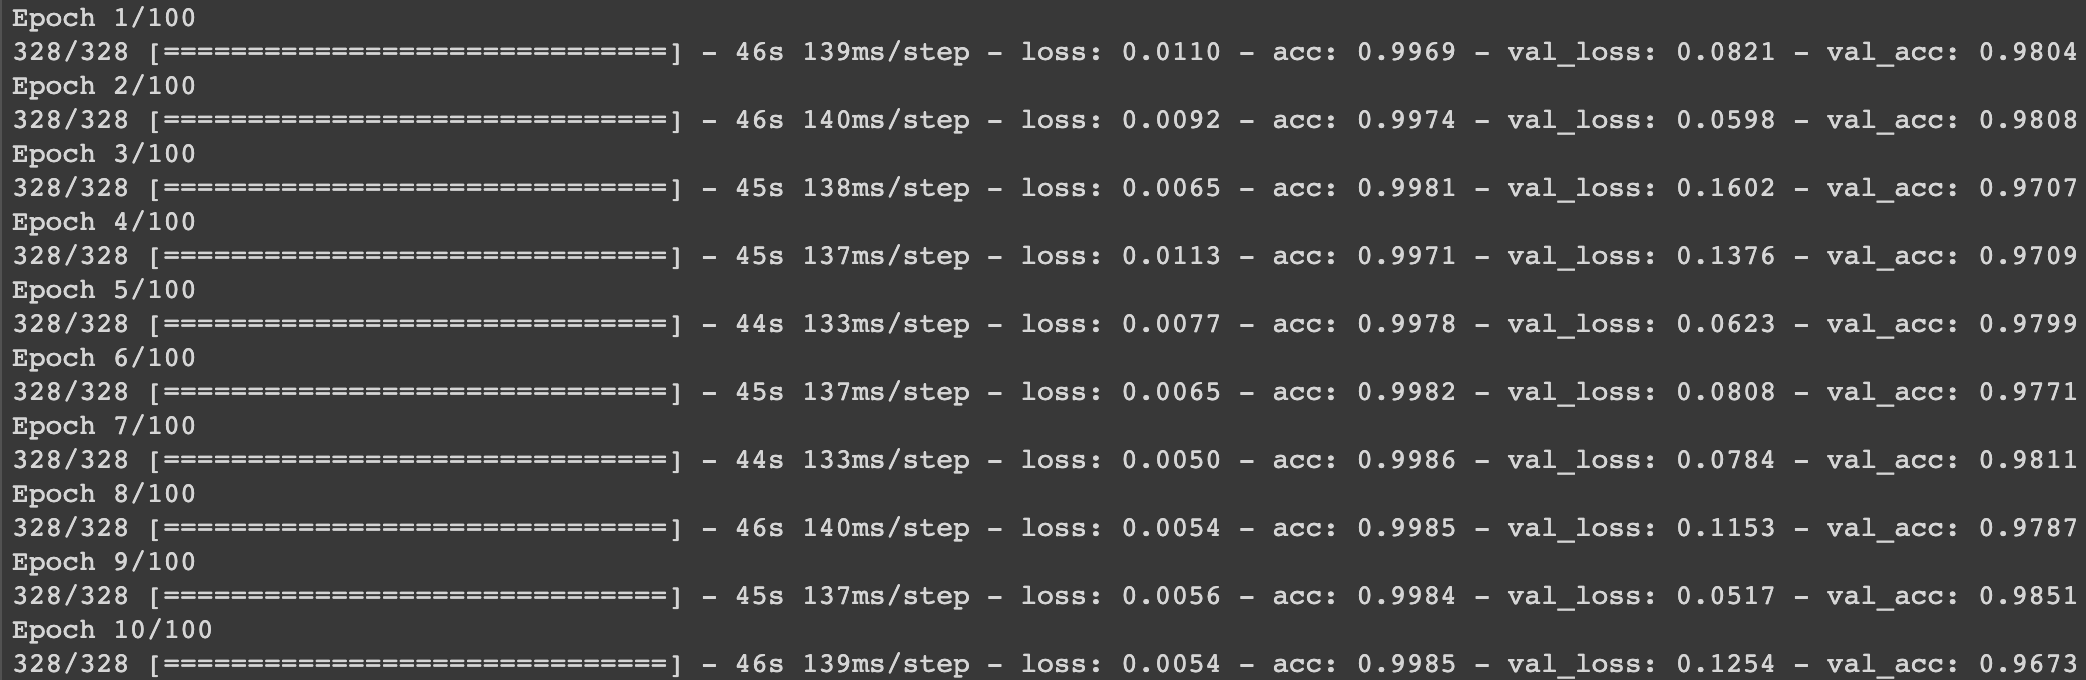 Epoch 1/100
328/328 [==============================] - 46s 139ms/step - loss: 0.0110 - acc: 0.9969 - val_loss: 0.0821 - val_acc: 0.9804
Epoch 2/100
328/328 [==============================] - 46s 140ms/step - loss: 0.0092 - acc: 0.9974 - val_loss: 0.0598 - val_acc: 0.9808
Epoch 3/100
328/328 [==============================] - 45s 138ms/step - loss: 0.0065 - acc: 0.9981 - val_loss: 0.1602 - val_acc: 0.9707
Epoch 4/100
328/328 [==============================] - 45s 137ms/step - loss: 0.0113 - acc: 0.9971 - val_loss: 0.1376 - val_acc: 0.9709
Epoch 5/100
328/328 [==============================] - 44s 133ms/step - loss: 0.0077 - acc: 0.9978 - val_loss: 0.0623 - val_acc: 0.9799
Epoch 6/100
328/328 [==============================] - 45s 137ms/step - loss: 0.0065 - acc: 0.9982 - val_loss: 0.0808 - val_acc: 0.9771
Epoch 7/100
328/328 [==============================] - 44s 133ms/step - loss: 0.0050 - acc: 0.9986 - val_loss: 0.0784 - val_acc: 0.9811
Epoch 8/100
328/328 [==============================] - 46s 140ms/step - loss: 0.0054 - acc: 0.9985 - val_loss: 0.1153 - val_acc: 0.9787
Epoch 9/100
328/328 [==============================] - 45s 137ms/step - loss: 0.0056 - acc: 0.9984 - val_loss: 0.0517 - val_acc: 0.9851
Epoch 10/100
328/328 [==============================] - 46s 139ms/step - loss: 0.0054 - acc: 0.9985 - val_loss: 0.1254 - val_acc: 0.9673